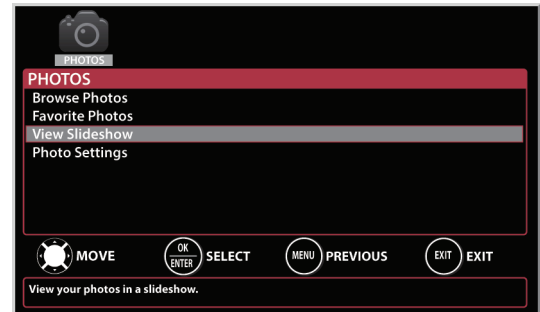 PHOTOS
PHOTOS
Browse Photos
Favorite Photos
View Slideshow
Photo Settings
MOVE OK ENTER SELECT MENU PREVIOUS EXIT EXIT
View your photos in a slideshow.